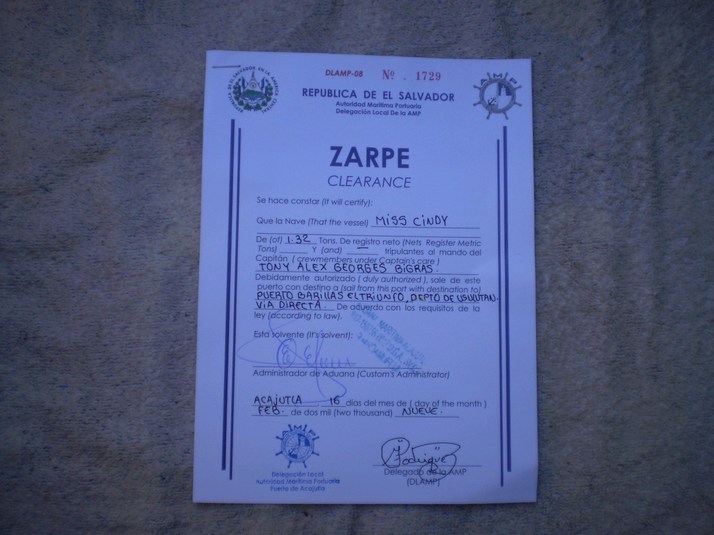 DLAMP-08 Nº . 1729
REPUBLICA DE EL SALVADOR
Autoridad Marítima Portuaria
Delegación Local De la AMP
AMP
ZARPE
CLEARANCE
Se hace constar (It will certify):
Que la Nave (That the vessel) MISS CINDY
De (of) 1.32 Tons. De registro neto (Nets Register Metric
Tons) Y (and) — tripulantes al mando del
Capitán ( crewmembers under Captain's care )
TONY ALEX GEORGES BIGRAS.
Debidamente autorizado ( duly authorized ), sale de este
puerto con destino a (sail from this port with destination to)
PUERTO BARILLAS EL TRIUNFO, DEPTO DE USULUTAN.
VIA DIRECTA. De acuerdo con los requisitos de la
ley (according to law).
Esta solvente (It's solvent):
Administrador de Aduana (Custom's Administrator)
ACAJUTLA 16 días del mes de ( day of the month )
FEB. de dos mil (two thousand) NUEVE.
AMP
Delegación Local
Autoridad Marítima Portuaria
Puerto de Acajutla
Rodríguez
Delegado de la AMP
(DLAMP)